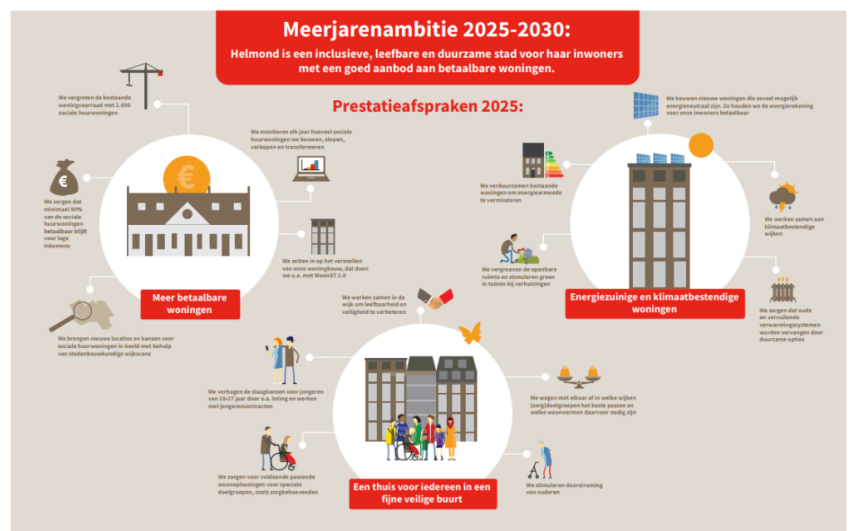 Meerjarenambitie 2025-2030:
Helmond is een inclusieve, leefbare en duurzame stad voor haar inwoners
met een goed aanbod aan betaalbare woningen.
Prestatieafspraken 2025:
We vergroten de bestaande
woningvoorraad met 2.000
sociale huurwoningen
We monitoren elk jaar hoeveel sociale
huurwoningen we bouwen, slopen,
verkopen en transformeren
€
€
We zorgen dat
minimaal 80%
van de sociale
huurwoningen
betaalbaar blijft
voor lage
inkomens
We zetten in op het versnellen
van onze woningbouw, dat doen
we o.a. met WoonST 2.0
Meer betaalbare
woningen
We brengen nieuwe locaties en kansen voor
sociale huurwoningen in beeld met behulp
van stedenbouwkundige wijkscans
We bouwen nieuwe woningen die zoveel mogelijk
energieneutraal zijn. Zo houden we de energierekening
voor onze inwoners betaalbaar
We verduurzamen bestaande
woningen om energiearmoede
te verminderen
We werken samen aan
klimaatbestendige
wijken
We vergroenen de openbare
ruimte en stimuleren groen
in tuinen bij verhuizingen
Energiezuinige en klimaatbestendige
woningen
We zorgen dat oude
en vervuilende
verwarmingssystemen
worden vervangen door
duurzame opties
We werken samen in de
wijk om leefbaarheid en
veiligheid te verbeteren
We verhogen de slaagkansen voor jongeren
van 18-27 jaar door o.a. loting en werken
met jongerencontracten
We wegen met elkaar af in welke wijken
(zorg)doelgroepen het beste passen en
welke woonvormen daarvoor nodig zijn
We zorgen voor voldoende passende
woonoplossingen voor speciale
doelgroepen, zoals zorgbehoevenden
We stimuleren doorstroming
van ouderen
Een thuis voor iedereen in een
fijne veilige buurt